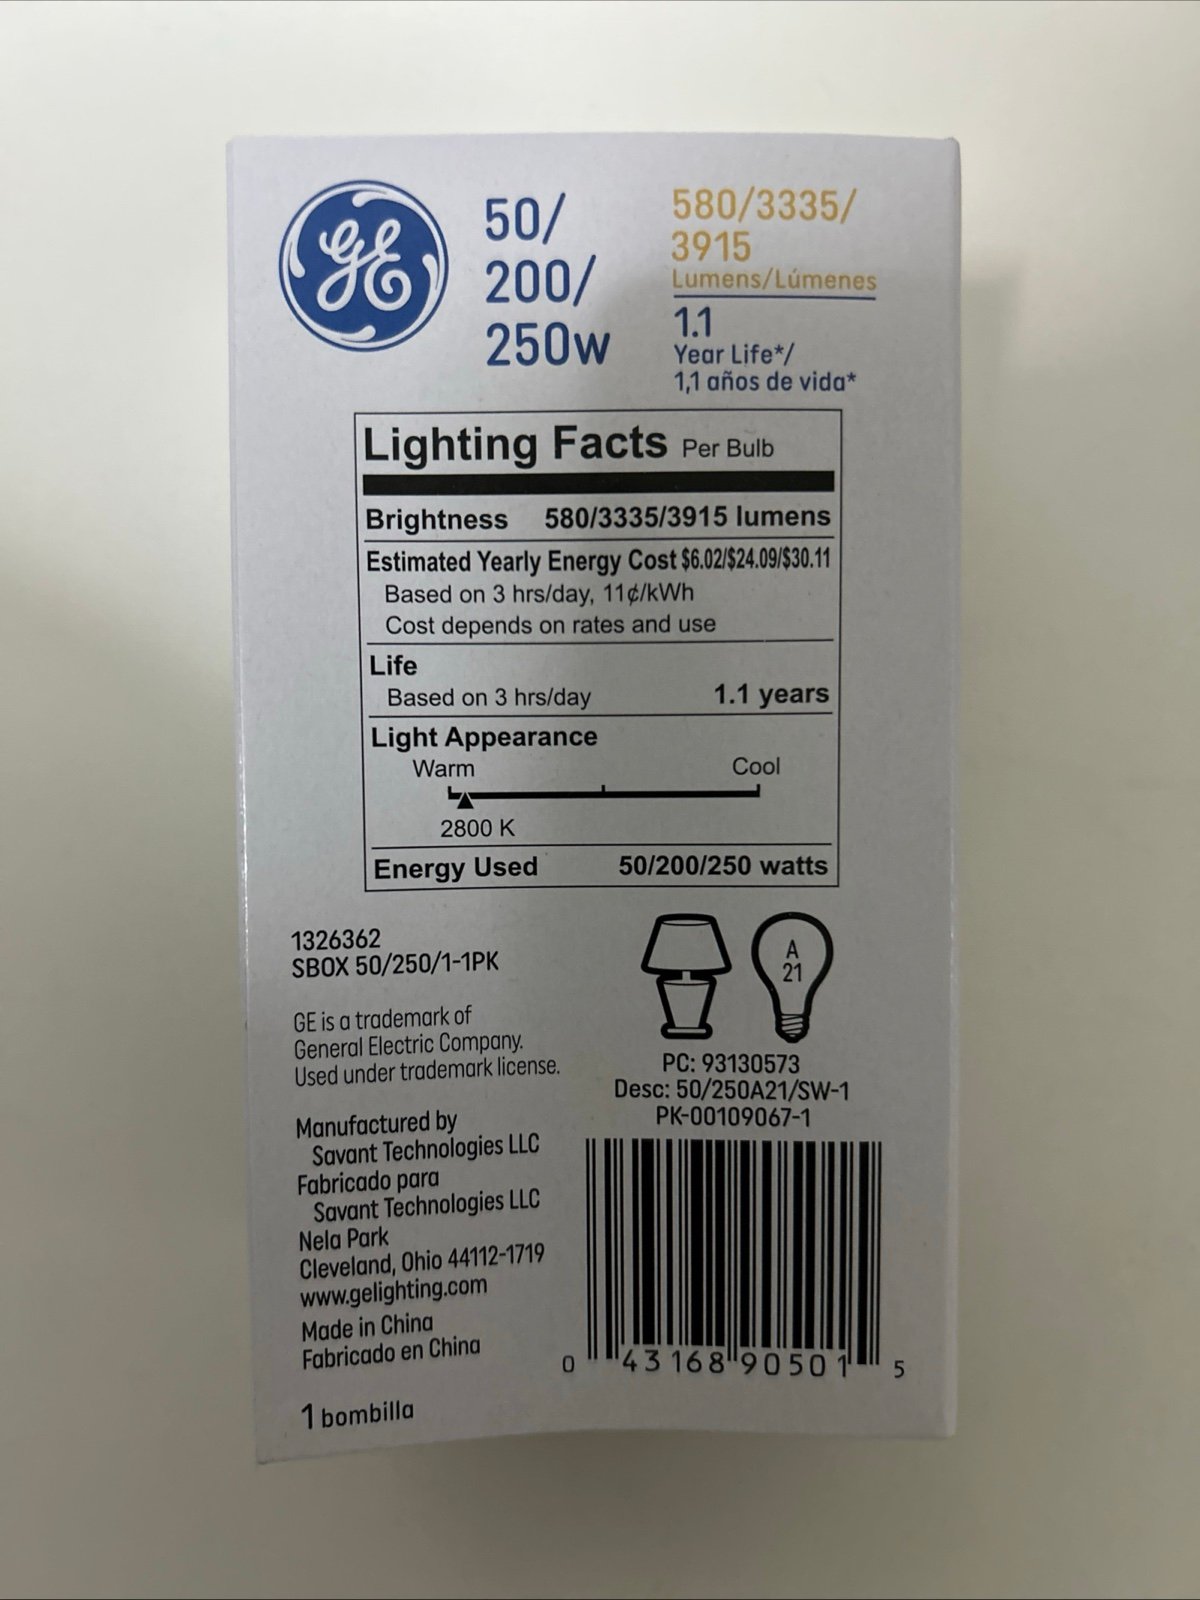 GE
50/
200/
250w
580/3335/
3915
Lumens/Lúmenes
1.1
Year Life*/
1,1 años de vida*
Lighting Facts Per Bulb
Brightness 580/3335/3915 lumens
Estimated Yearly Energy Cost $6.02/$24.09/$30.11
Based on 3 hrs/day, 11¢/kWh
Cost depends on rates and use
Life
Based on 3 hrs/day 1.1 years
Light Appearance
Warm Cool
2800 K
Energy Used 50/200/250 watts
1326362
SBOX 50/250/1-1PK
GE is a trademark of
General Electric Company.
Used under trademark license.
Manufactured by
Savant Technologies LLC
Fabricado para
Savant Technologies LLC
Nela Park
Cleveland, Ohio 44112-1719
www.gelighting.com
Made in China
Fabricado en China
1 bombilla
A
21
PC: 93130573
Desc: 50/250A21/SW-1
PK-00109067-1
0 43168 90501 5